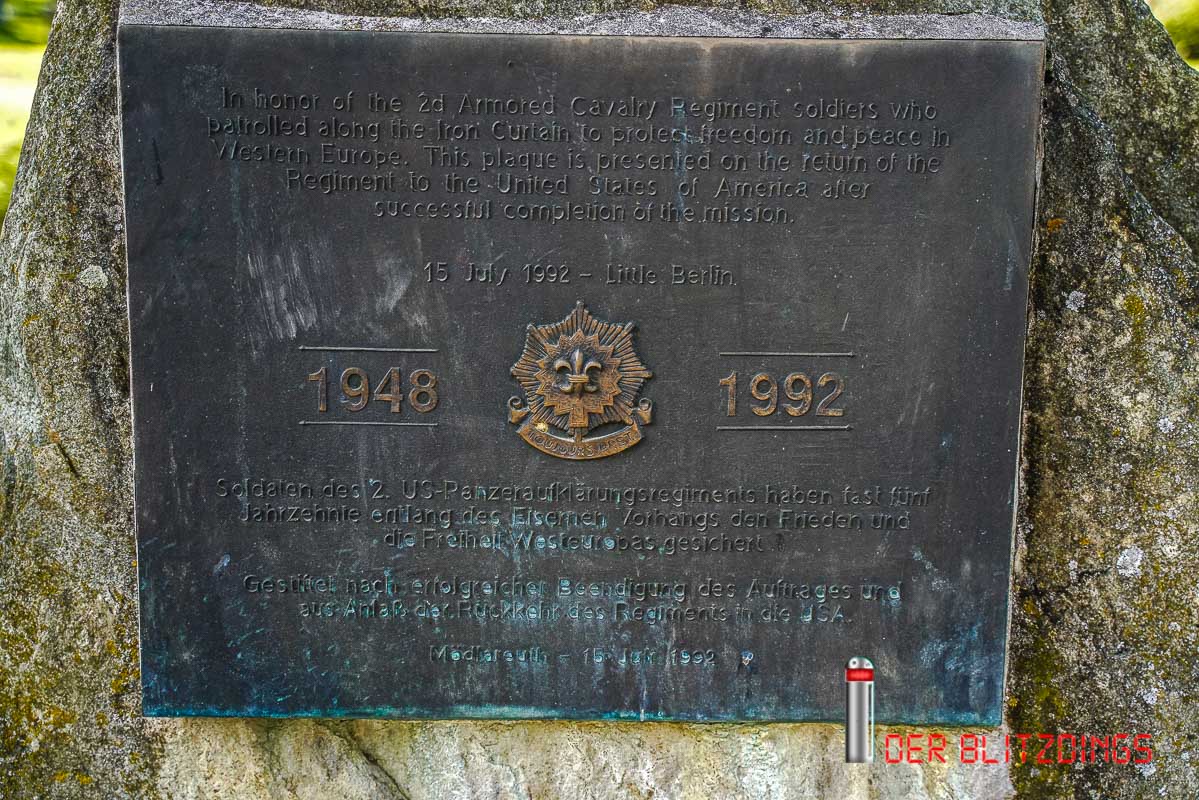 In honor of the 2d Armored Cavalry Regiment soldiers who
patrolled along the Iron Curtain to protect freedom and peace in
Western Europe. This plaque is presented on the return of the
Regiment to the United States of America after
successful completion of the mission.
15 July 1992 - Little Berlin
1948
1992
TOUJOURS PRET
Soldaten des 2. US-Panzeraufklärungsregiments haben fast fünf
Jahrzehnte entlang des Eisernen Vorhangs den Frieden und
die Freiheit Westeuropas gesichert.
Gestiftet nach erfolgreicher Beendigung des Auftrages und
aus Anlaß der Rückkehr des Regiments in die USA.
Mödlareuth - 15. Juli 1992
DER BLITZDINGS